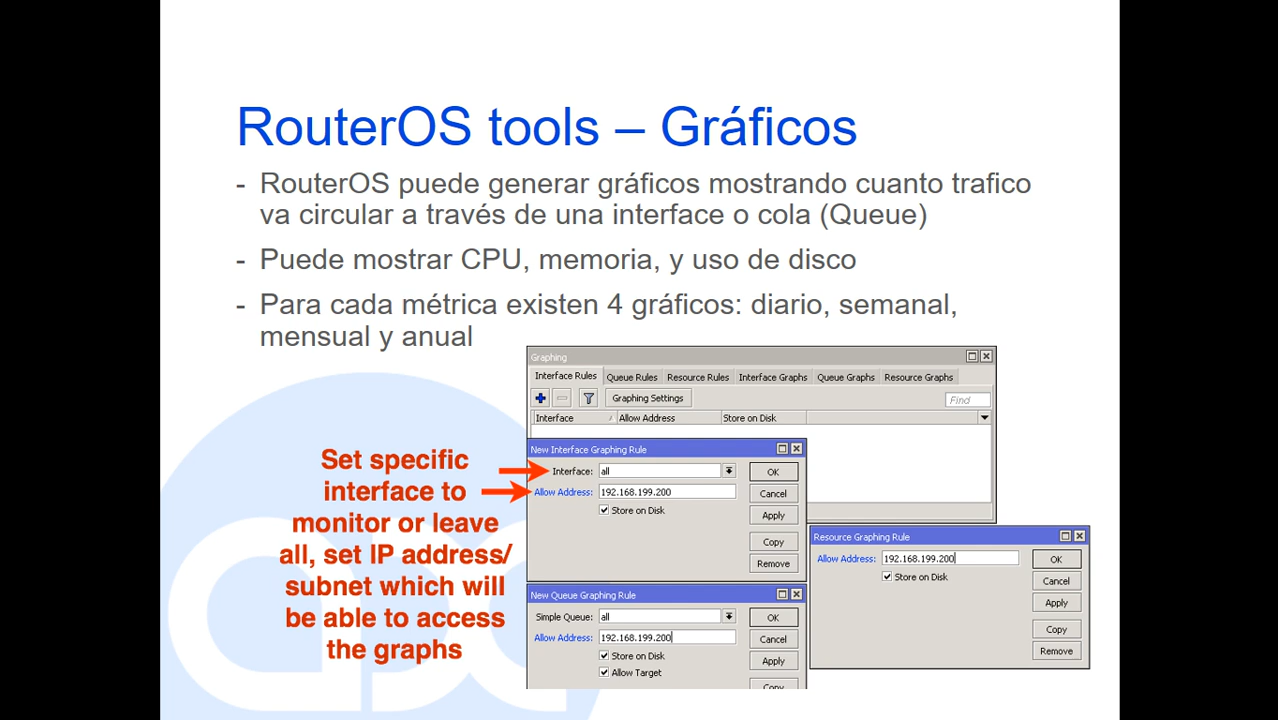 RouterOS tools – Gráficos
- RouterOS puede generar gráficos mostrando cuanto trafico
va circular a través de una interface o cola (Queue)
- Puede mostrar CPU, memoria, y uso de disco
- Para cada métrica existen 4 gráficos: diario, semanal,
mensual y anual
Graphing
Interface Rules Queue Rules Resource Rules Interface Graphs Queue Graphs Resource Graphs
Graphing Settings Find
Interface Allow Address Store on Disk
Set specific
interface to
monitor or leave
all, set IP address/
subnet which will
be able to access
the graphs
New Interface Graphing Rule
Interface: all OK
Allow Address: 192.168.199.200 Cancel
Store on Disk Apply
Copy
Remove
New Queue Graphing Rule
Simple Queue: all OK
Allow Address: 192.168.199.200 Cancel
Store on Disk Apply
Allow Target
Copy
Resource Graphing Rule
Allow Address: 192.168.199.200 OK
Store on Disk Cancel
Apply
Copy
Remove